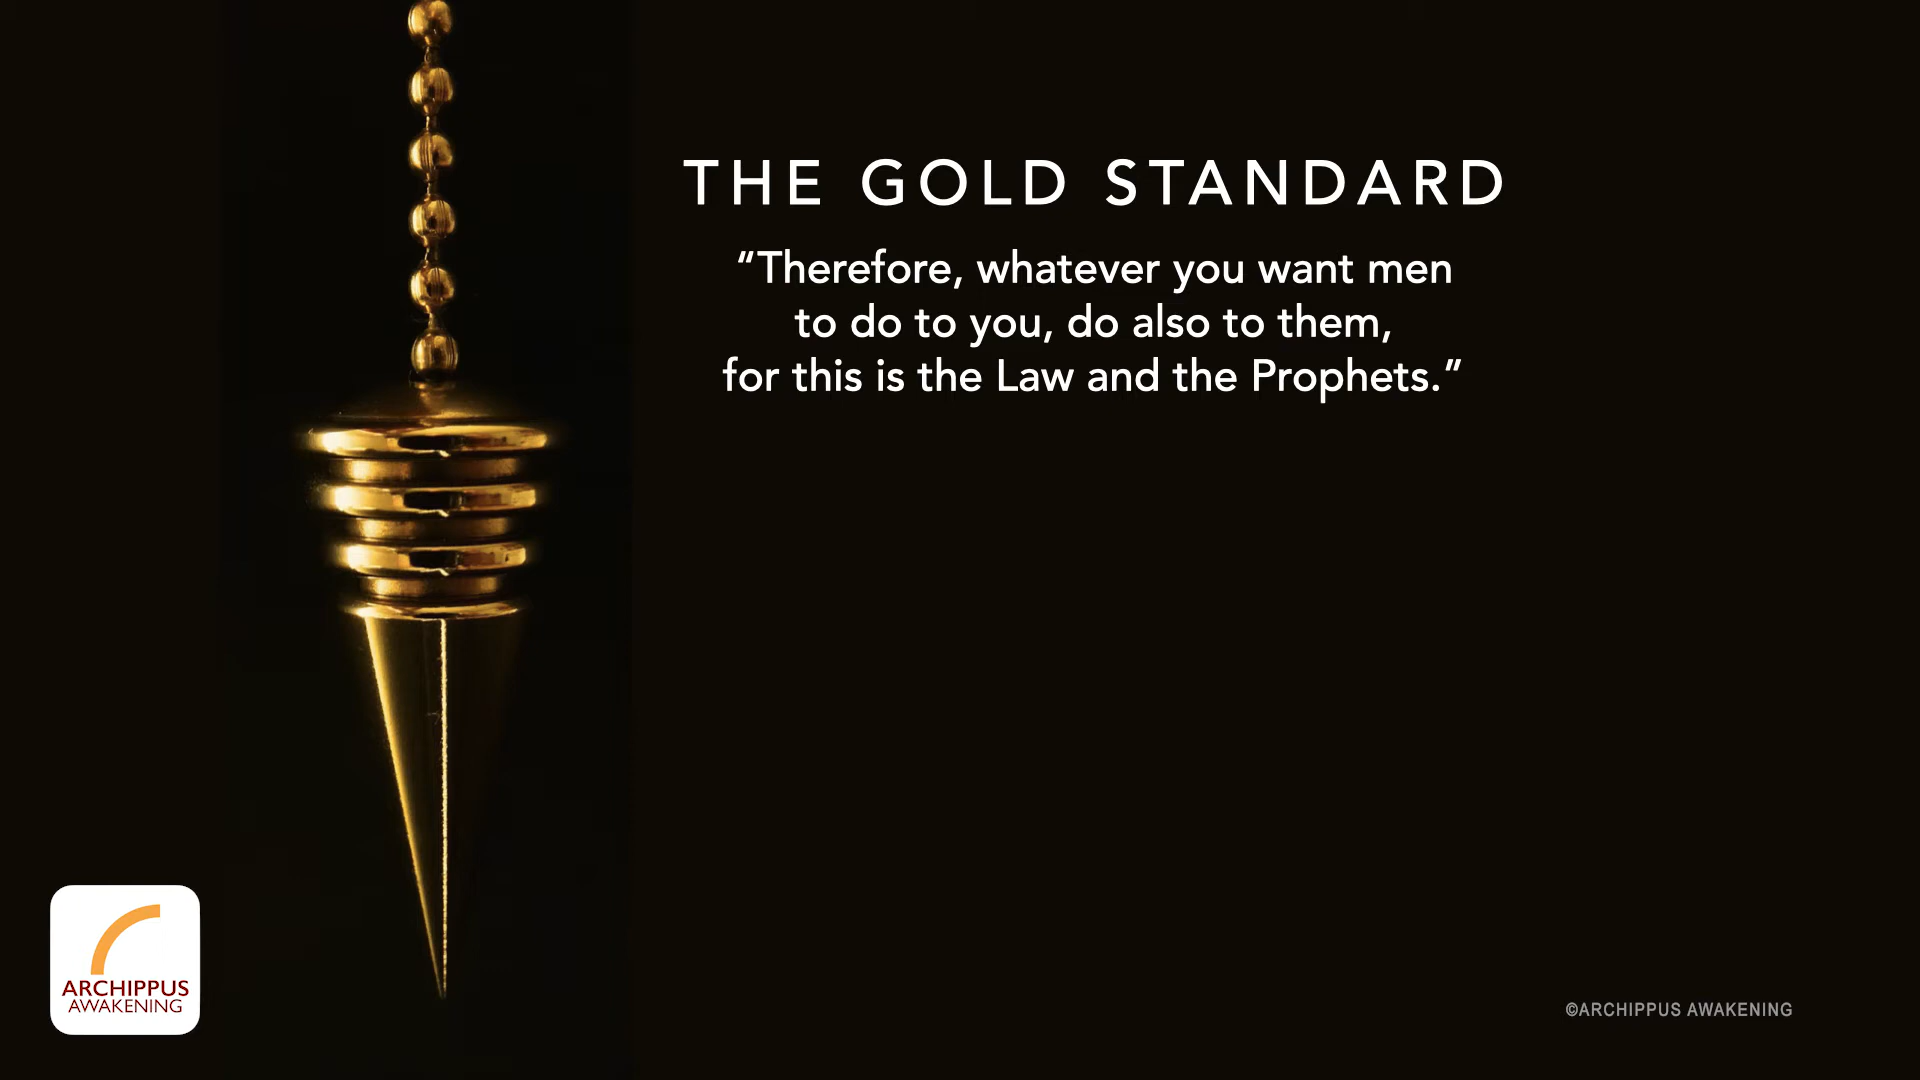 THE GOLD STANDARD
“Therefore, whatever you want men
to do to you, do also to them,
for this is the Law and the Prophets.”
ARCHIPPUS
AWAKENING
©ARCHIPPUS AWAKENING